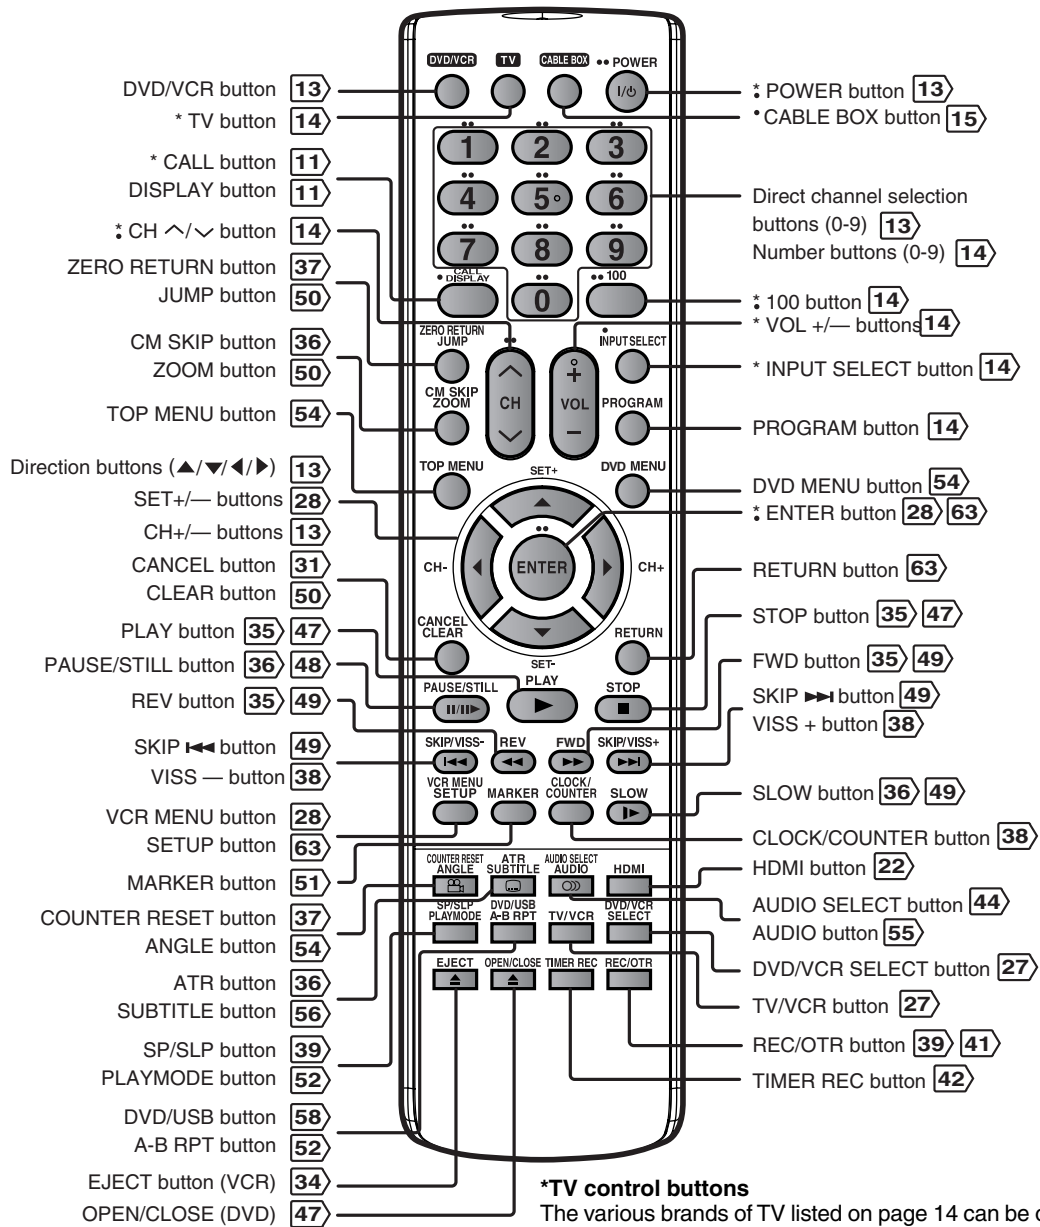 DVD/VCR TV CABLE BOX •• POWER
I/⏻
1 2 3
4 5 6
7 8 9
• CALL DISPLAY 0 •• 100
ZERO RETURN
JUMP
• INPUT SELECT
CH
+
VOL
−
CM SKIP
ZOOM
PROGRAM
TOP MENU
SET+
DVD MENU
CH-
ENTER
CH+
CANCEL
CLEAR
SET-
RETURN
PAUSE/STILL PLAY STOP
SKIP/VISS- REV FWD SKIP/VISS+
VCR MENU
SETUP
MARKER
CLOCK/
COUNTER
SLOW
COUNTER RESET
ANGLE
ATR
SUBTITLE
AUDIO SELECT
AUDIO
HDMI
SP/SLP
PLAYMODE
DVD/USB
A-B RPT
TV/VCR
DVD/VCR
SELECT
EJECT OPEN/CLOSE TIMER REC REC/OTR
DVD/VCR button 13
* TV button 14
* CALL button 11
DISPLAY button 11
*• CH ︿/﹀ button 14
ZERO RETURN button 37
JUMP button 50
CM SKIP button 36
ZOOM button 50
TOP MENU button 54
Direction buttons (▲/▼/◀/▶) 13
SET+/— buttons 28
CH+/— buttons 13
CANCEL button 31
CLEAR button 50
PLAY button 35 47
PAUSE/STILL button 36 48
REV button 35 49
SKIP ⏮ button 49
VISS — button 38
VCR MENU button 28
SETUP button 63
MARKER button 51
COUNTER RESET button 37
ANGLE button 54
ATR button 36
SUBTITLE button 56
SP/SLP button 39
PLAYMODE button 52
DVD/USB button 58
A-B RPT button 52
EJECT button (VCR) 34
OPEN/CLOSE (DVD) 47
*• POWER button 13
• CABLE BOX button 15
Direct channel selection
buttons (0-9) 13
Number buttons (0-9) 14
*• 100 button 14
* VOL +/— buttons 14
* INPUT SELECT button 14
PROGRAM button 14
DVD MENU button 54
*• ENTER button 28 63
RETURN button 63
STOP button 35 47
FWD button 35 49
SKIP ⏭ button 49
VISS + button 38
SLOW button 36 49
CLOCK/COUNTER button 38
HDMI button 22
AUDIO SELECT button 44
AUDIO button 55
DVD/VCR SELECT button 27
TV/VCR button 27
REC/OTR button 39 41
TIMER REC button 42
*TV control buttons
The various brands of TV listed on page 14 can be